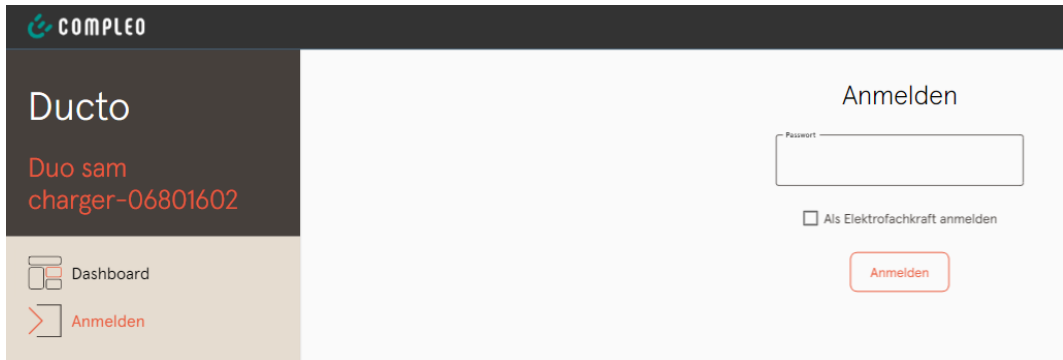 COMPLEO
Ducto
Duo sam
charger-06801602
Dashboard
Anmelden
Anmelden
Passwort
Als Elektrofachkraft anmelden
Anmelden